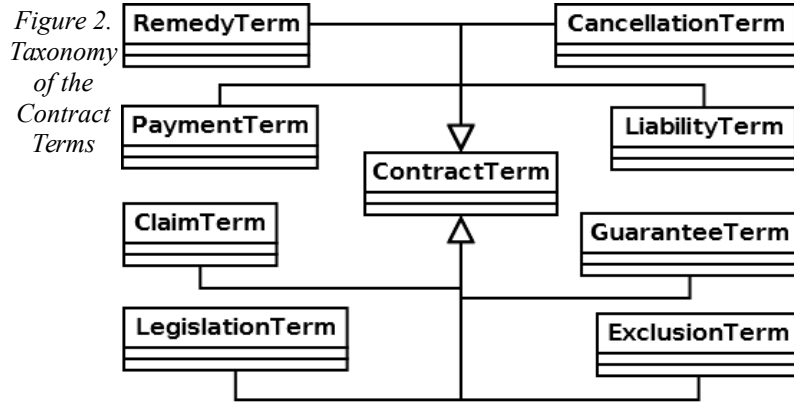 Figure 2.
Taxonomy
of the
Contract
Terms
RemedyTerm
CancellationTerm
PaymentTerm
LiabilityTerm
ContractTerm
ClaimTerm
GuaranteeTerm
LegislationTerm
ExclusionTerm